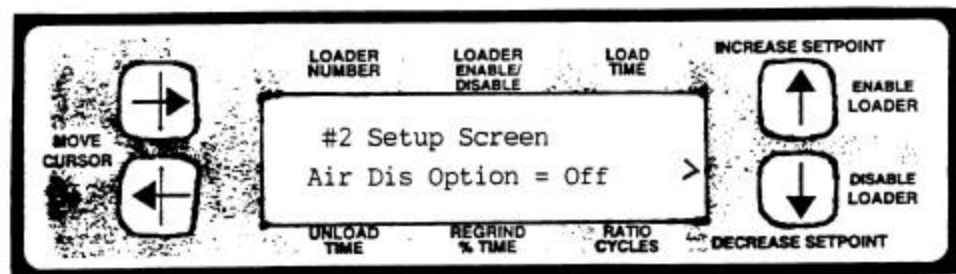 MOVE
CURSOR
LOADER
NUMBER
LOADER
ENABLE/
DISABLE
LOAD
TIME
#2 Setup Screen
Air Dis Option = Off >
UNLOAD
TIME
REGRIND
% TIME
RATIO
CYCLES
INCREASE SETPOINT
ENABLE
LOADER
DISABLE
LOADER
DECREASE SETPOINT